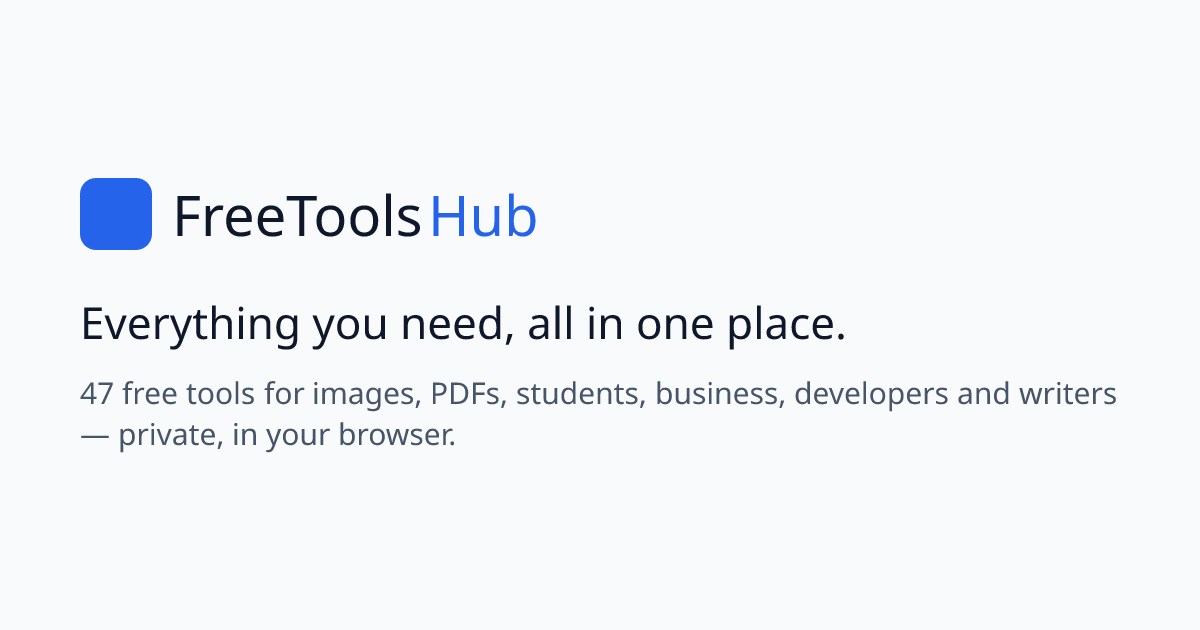 FreeTools Hub
Everything you need, all in one place.
47 free tools for images, PDFs, students, business, developers and writers
— private, in your browser.